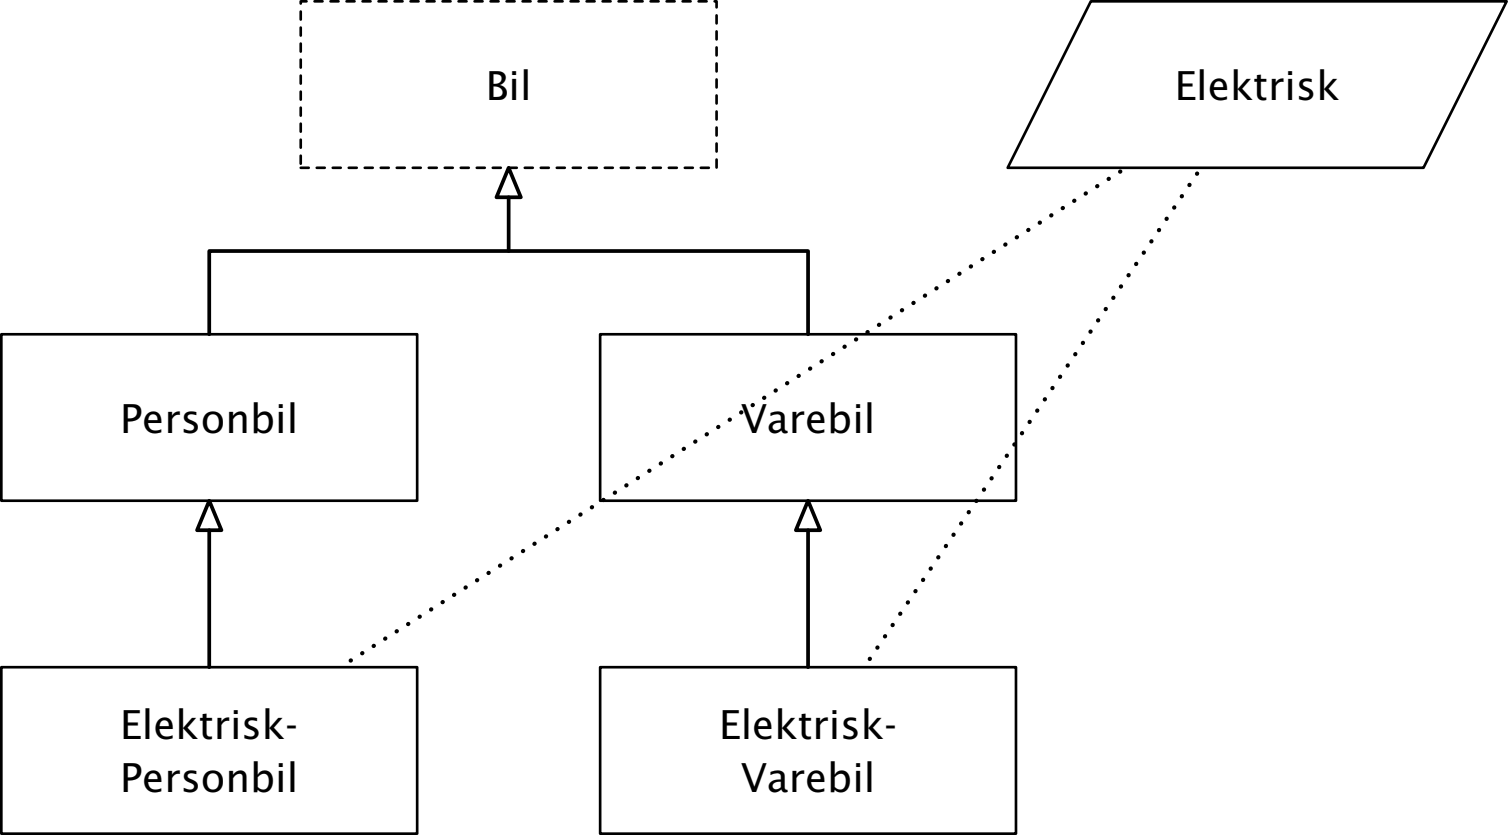 Bil
Elektrisk
Personbil
Varebil
Elektrisk-
Personbil
Elektrisk-
Varebil